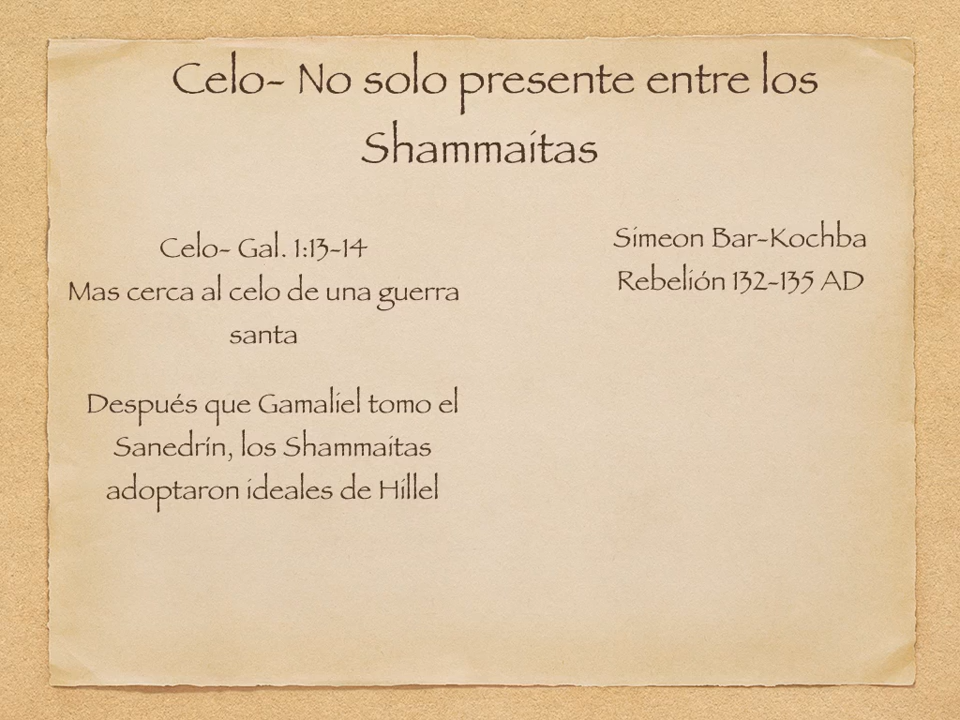 Celo- No solo presente entre los
Shammaitas
Celo- Gal. 1:13-14
Mas cerca al celo de una guerra
santa
Después que Gamaliel tomo el
Sanedrín, los Shammaitas
adoptaron ideales de Hillel
Simeon Bar-Kochba
Rebelión 132-135 AD